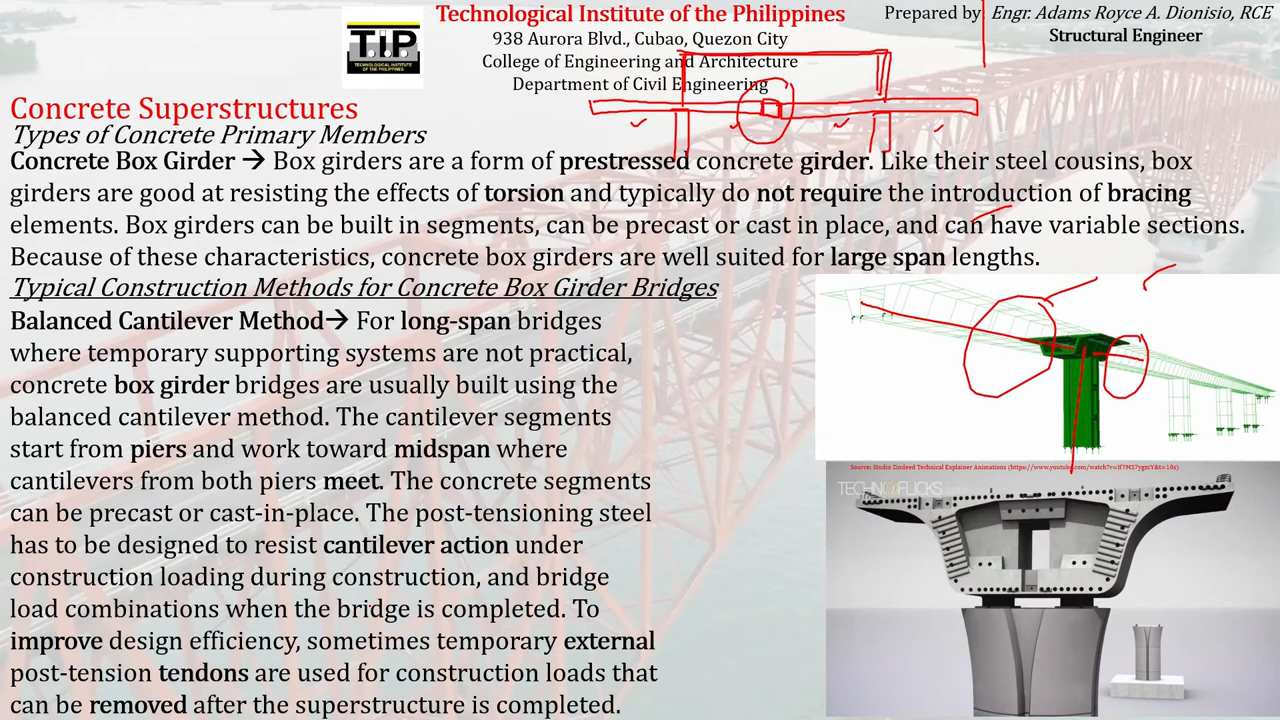 Technological Institute of the Philippines
938 Aurora Blvd., Cubao, Quezon City
College of Engineering and Architecture
Department of Civil Engineering
Prepared by Engr. Adams Royce A. Dionisio, RCE
Structural Engineer
TiP
TECHNOLOGICAL INSTITUTE
OF THE PHILIPPINES
Concrete Superstructures
Types of Concrete Primary Members
Concrete Box Girder → Box girders are a form of prestressed concrete girder. Like their steel cousins, box
girders are good at resisting the effects of torsion and typically do not require the introduction of bracing
elements. Box girders can be built in segments, can be precast or cast in place, and can have variable sections.
Because of these characteristics, concrete box girders are well suited for large span lengths.
Typical Construction Methods for Concrete Box Girder Bridges
Balanced Cantilever Method→ For long-span bridges
where temporary supporting systems are not practical,
concrete box girder bridges are usually built using the
balanced cantilever method. The cantilever segments
start from piers and work toward midspan where
cantilevers from both piers meet. The concrete segments
can be precast or cast-in-place. The post-tensioning steel
has to be designed to resist cantilever action under
construction loading during construction, and bridge
load combinations when the bridge is completed. To
improve design efficiency, sometimes temporary external
post-tension tendons are used for construction loads that
can be removed after the superstructure is completed.
Source: Studio Zindeed Technical Explainer Animations
TECHNOFLICKS